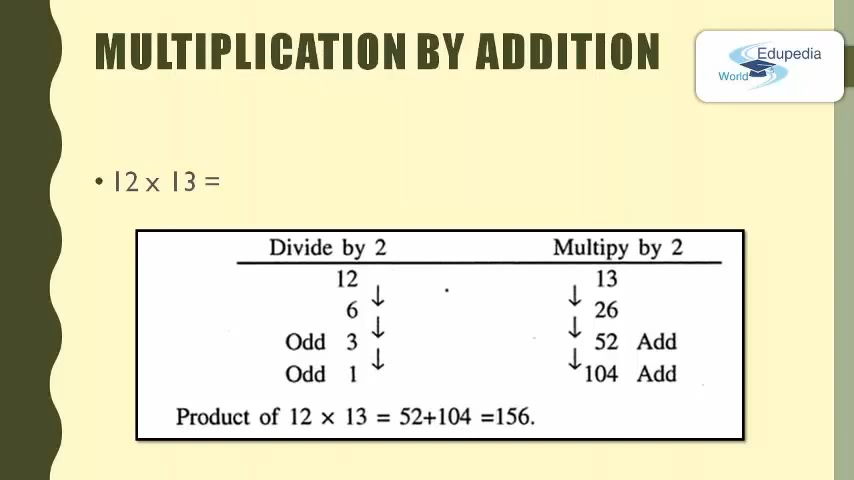 MULTIPLICATION BY ADDITION
Edupedia
World
• 12 x 13 =
Divide by 2 Multipy by 2
12 ↓ ↓ 13
6 ↓ ↓ 26
Odd 3 ↓ ↓ 52 Add
Odd 1 104 Add
Product of 12 × 13 = 52+104 =156.